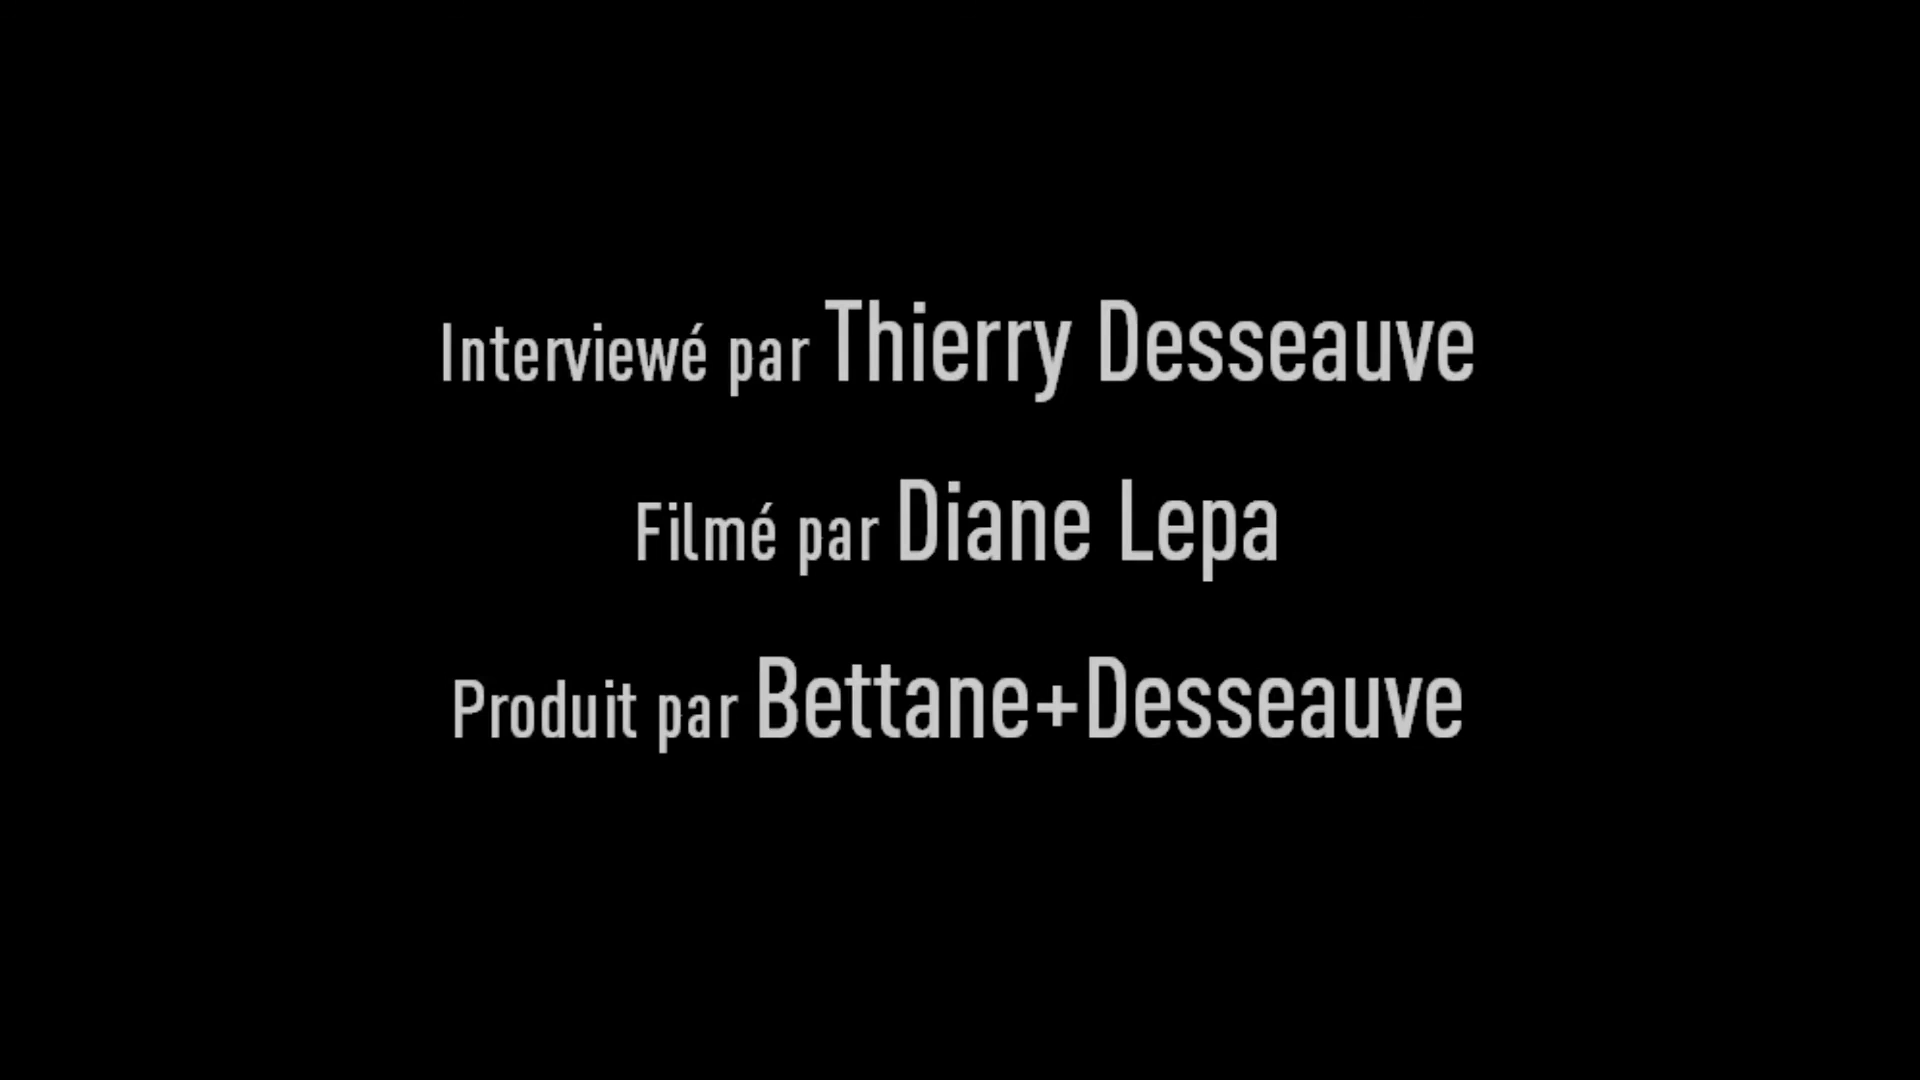 Interviewé par Thierry Desseauve
Filmé par Diane Lepa
Produit par Bettane+Desseauve